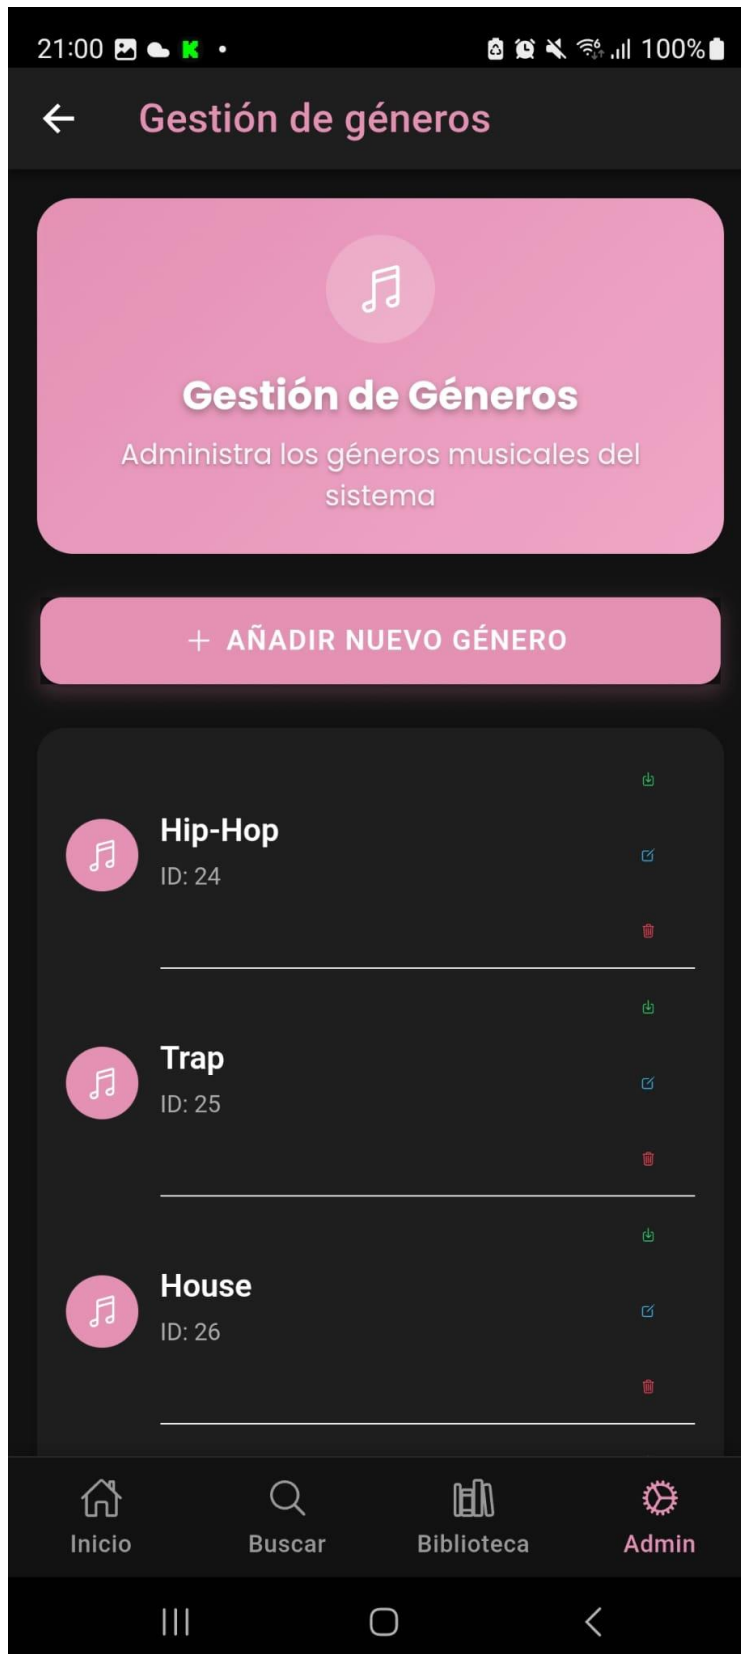 21:00 K 100%
Gestión de géneros
Gestión de Géneros
Administra los géneros musicales del
sistema
+ AÑADIR NUEVO GÉNERO
Hip-Hop
ID: 24
Trap
ID: 25
House
ID: 26
Inicio Buscar Biblioteca Admin